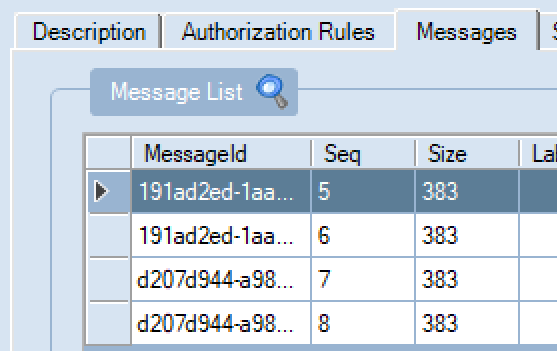 Description Authorization Rules Messages
Message List
MessageId Seq Size
191ad2ed-1aa... 5 383
191ad2ed-1aa... 6 383
d207d944-a98... 7 383
d207d944-a98... 8 383